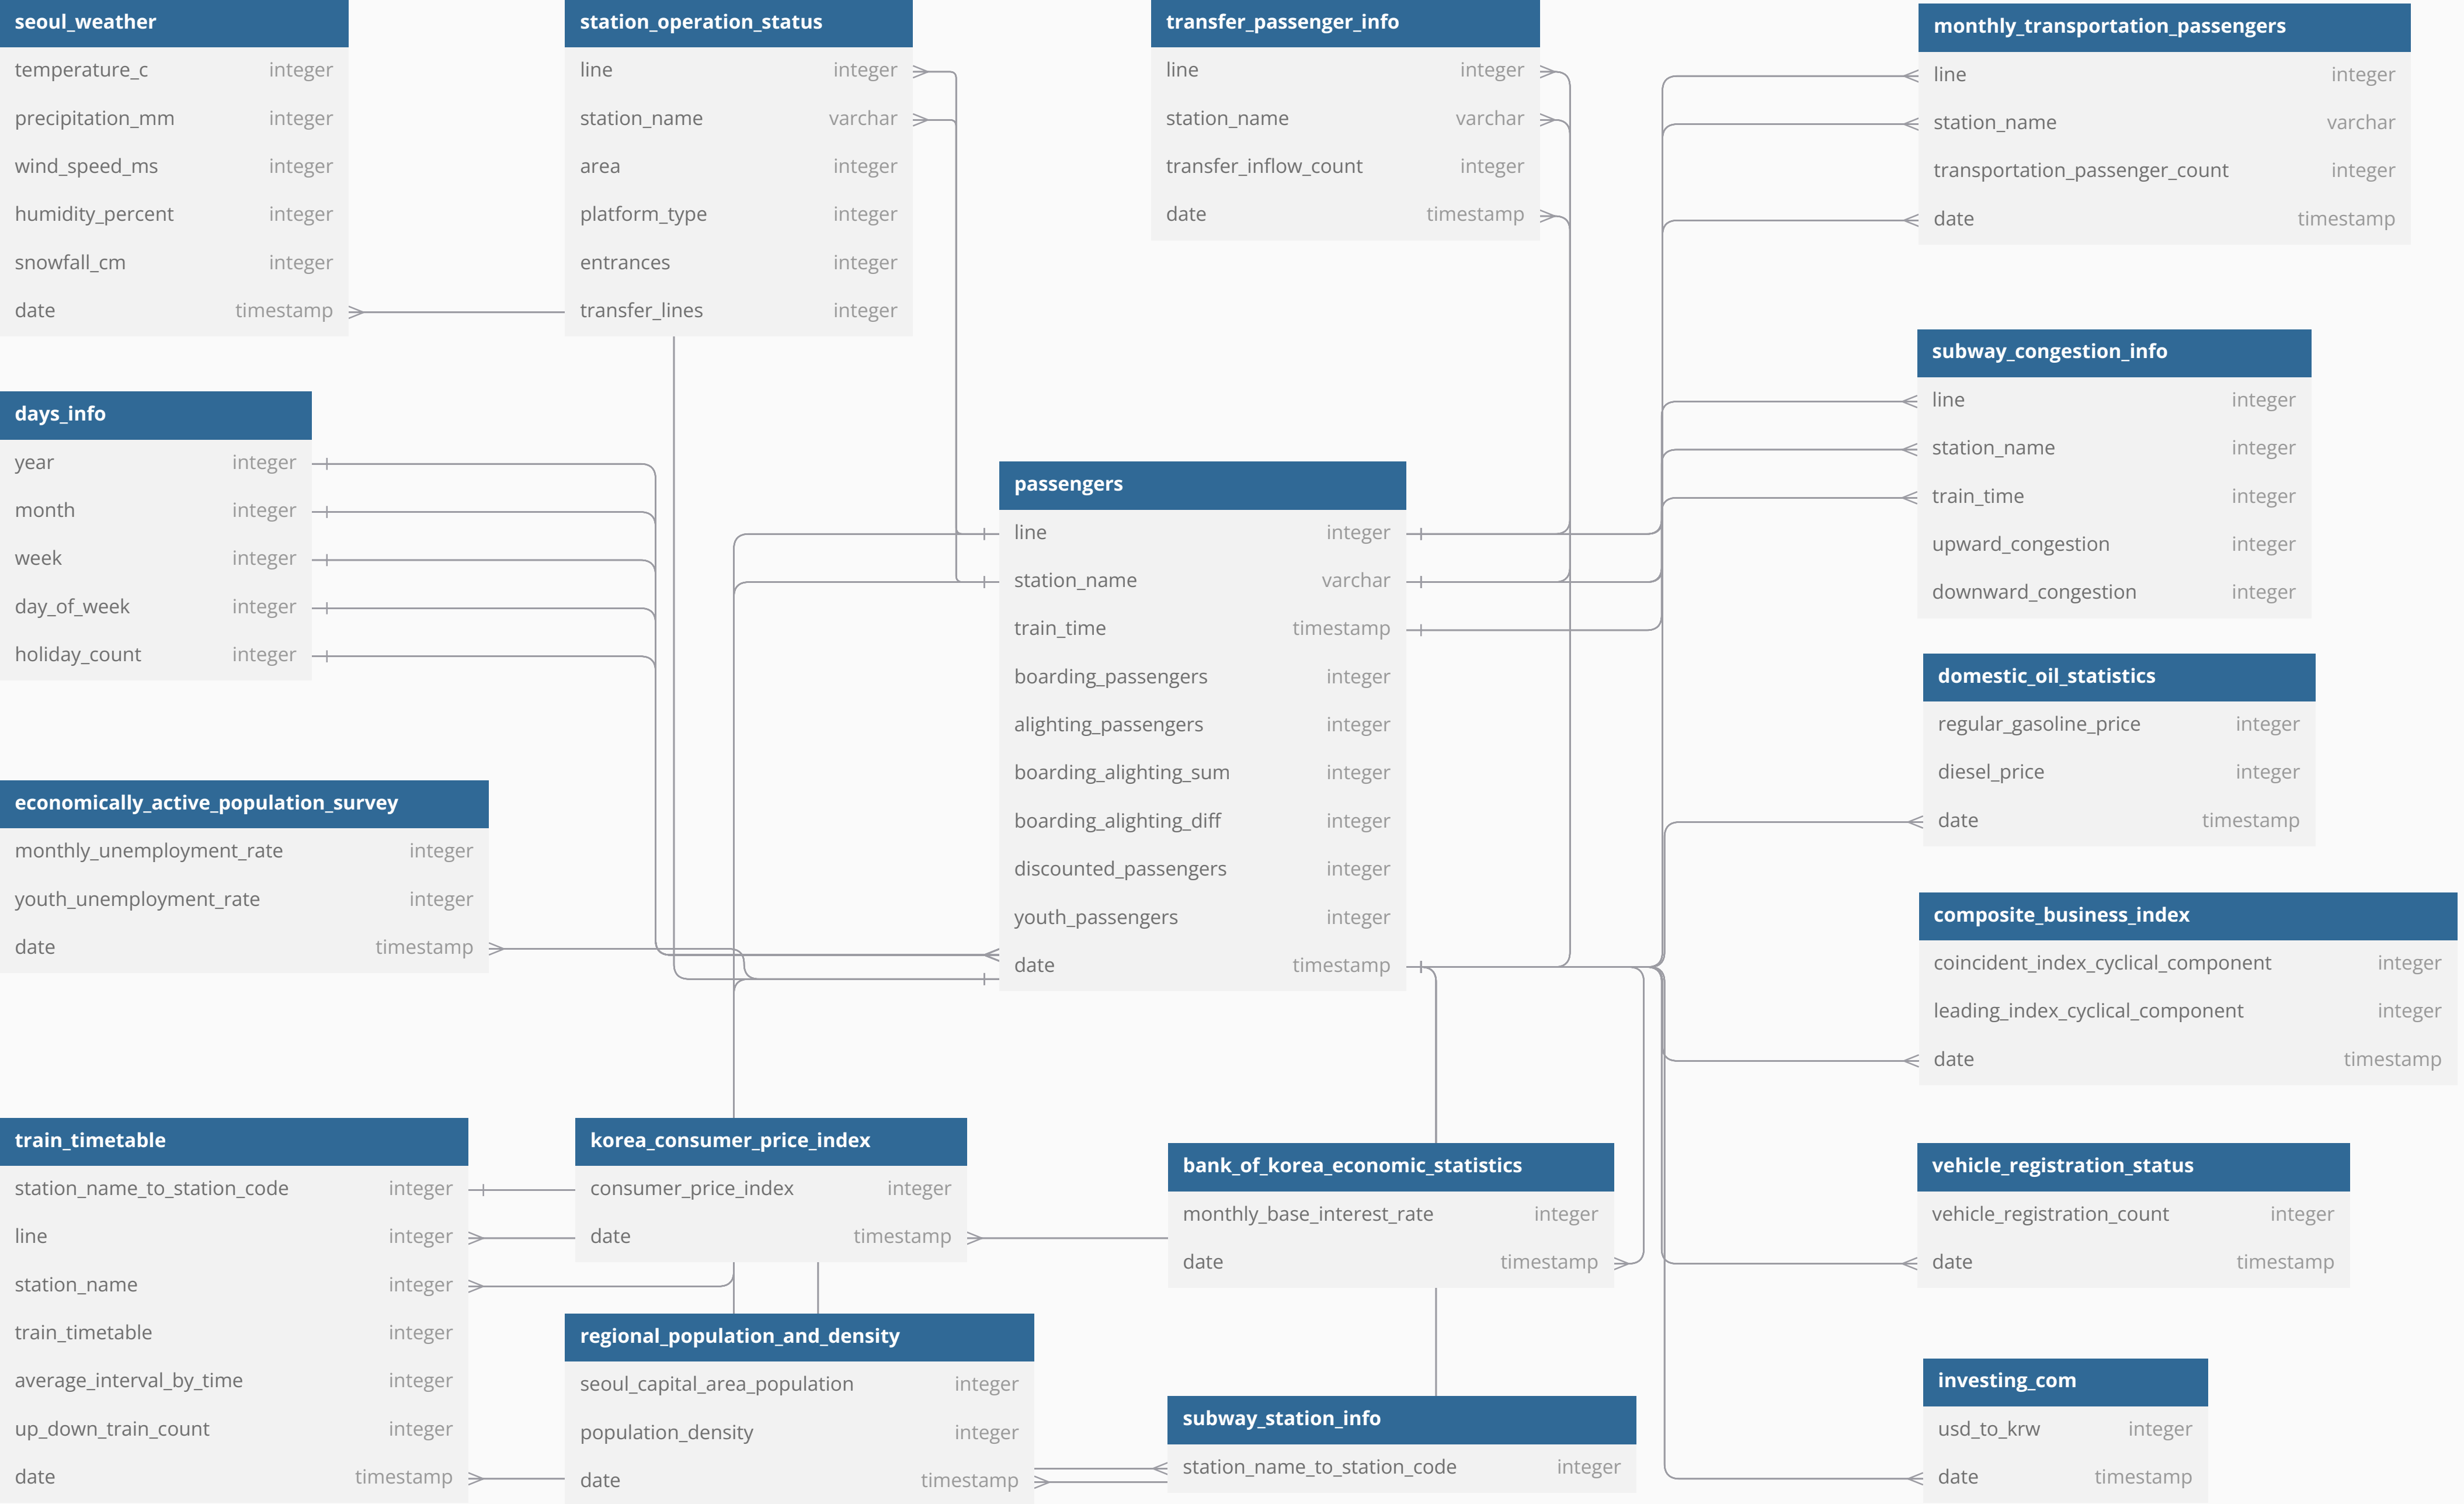 seoul_weather
temperature_c integer
precipitation_mm integer
wind_speed_ms integer
humidity_percent integer
snowfall_cm integer
date timestamp
station_operation_status
line integer
station_name varchar
area integer
platform_type integer
entrances integer
transfer_lines integer
transfer_passenger_info
line integer
station_name varchar
transfer_inflow_count integer
date timestamp
monthly_transportation_passengers
line integer
station_name varchar
transportation_passenger_count integer
date timestamp
days_info
year integer
month integer
week integer
day_of_week integer
holiday_count integer
passengers
line integer
station_name varchar
train_time timestamp
boarding_passengers integer
alighting_passengers integer
boarding_alighting_sum integer
boarding_alighting_diff integer
discounted_passengers integer
youth_passengers integer
date timestamp
subway_congestion_info
line integer
station_name integer
train_time integer
upward_congestion integer
downward_congestion integer
domestic_oil_statistics
regular_gasoline_price integer
diesel_price integer
date timestamp
economically_active_population_survey
monthly_unemployment_rate integer
youth_unemployment_rate integer
date timestamp
composite_business_index
coincident_index_cyclical_component integer
leading_index_cyclical_component integer
date timestamp
train_timetable
station_name_to_station_code integer
line integer
station_name integer
train_timetable integer
average_interval_by_time integer
up_down_train_count integer
date timestamp
korea_consumer_price_index
consumer_price_index integer
date timestamp
regional_population_and_density
seoul_capital_area_population integer
population_density integer
date timestamp
bank_of_korea_economic_statistics
monthly_base_interest_rate integer
date timestamp
subway_station_info
station_name_to_station_code integer
vehicle_registration_status
vehicle_registration_count integer
date timestamp
investing_com
usd_to_krw integer
date timestamp